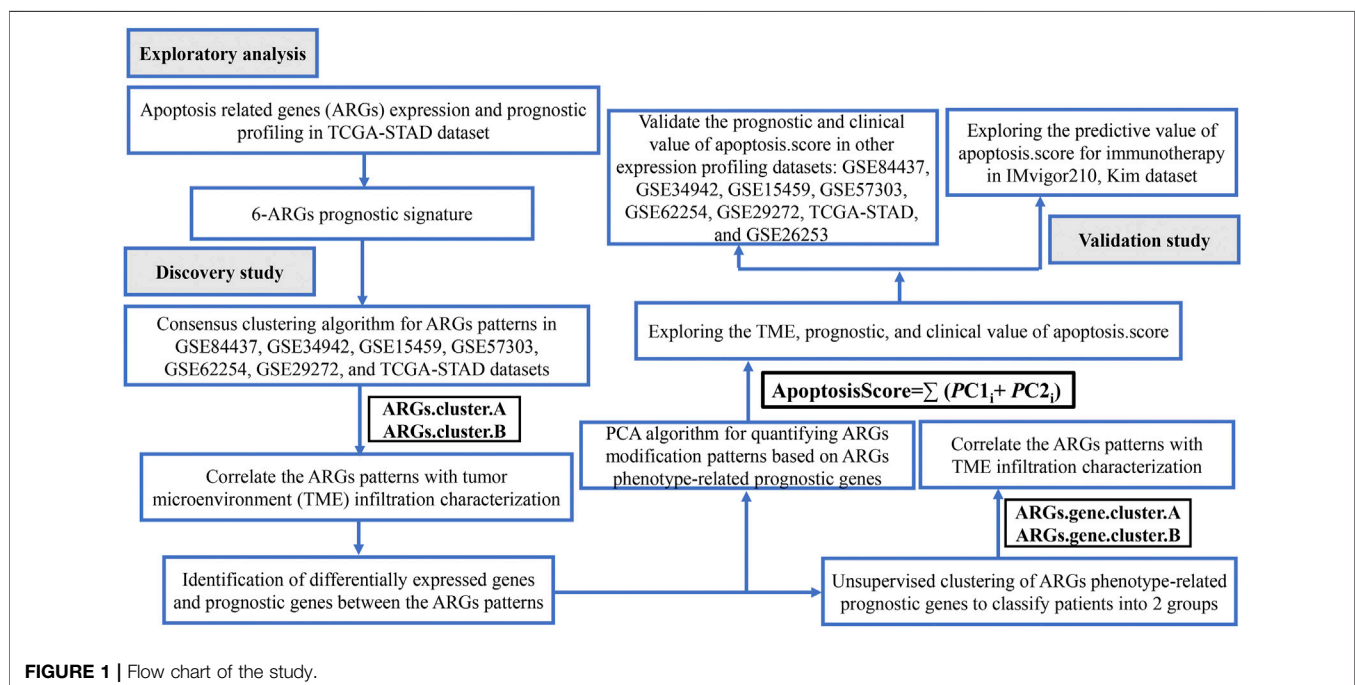 Exploratory analysis
Apoptosis related genes (ARGs) expression and prognostic
profiling in TCGA-STAD dataset
6-ARGs prognostic signature
Discovery study
Consensus clustering algorithm for ARGs patterns in
GSE84437, GSE34942, GSE15459, GSE57303,
GSE62254, GSE29272, and TCGA-STAD datasets
ARGs.cluster.A
ARGs.cluster.B
Correlate the ARGs patterns with tumor
microenvironment (TME) infiltration characterization
Identification of differentially expressed genes
and prognostic genes between the ARGs patterns
Validate the prognostic and clinical
value of apoptosis.score in other
expression profiling datasets: GSE84437,
GSE34942, GSE15459, GSE57303,
GSE62254, GSE29272, TCGA-STAD,
and GSE26253
Exploring the predictive value of
apoptosis.score for immunotherapy
in IMvigor210, Kim dataset
Validation study
Exploring the TME, prognostic, and clinical value of apoptosis.score
ApoptosisScore=∑ (PC1i+ PC2i)
PCA algorithm for quantifying ARGs
modification patterns based on ARGs
phenotype-related prognostic genes
Correlate the ARGs patterns with
TME infiltration characterization
ARGs.gene.cluster.A
ARGs.gene.cluster.B
Unsupervised clustering of ARGs phenotype-related
prognostic genes to classify patients into 2 groups
FIGURE 1 | Flow chart of the study.